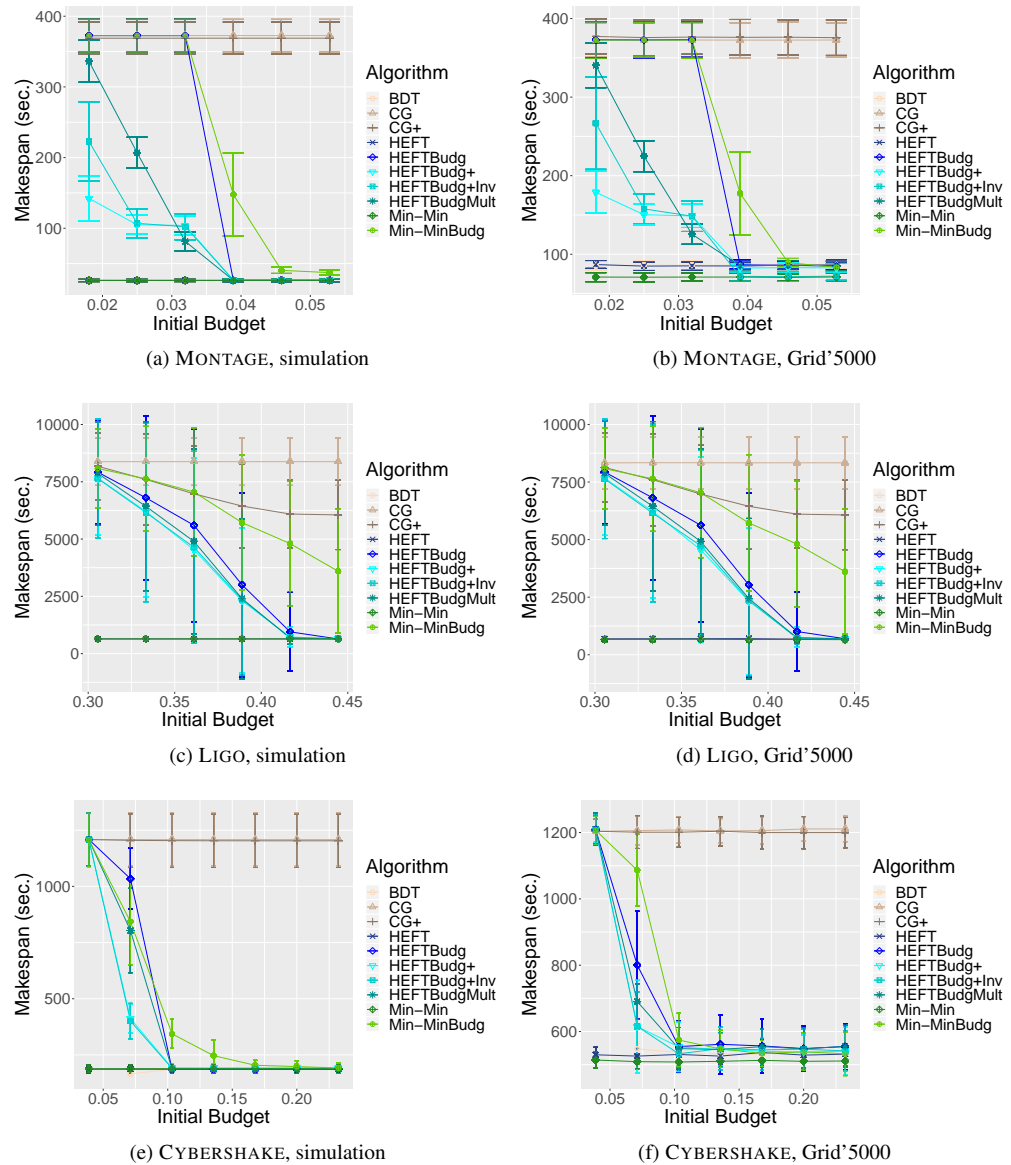 400
300
200
100
0.02
0.03
0.04
0.05
Initial Budget
Makespan (sec.)
Algorithm
BDT
CG
CG+
HEFT
HEFTBudg
HEFTBudg+
HEFTBudg+Inv
HEFTBudgMult
Min−Min
Min−MinBudg
(a) MONTAGE, simulation
400
300
200
100
0.02
0.03
0.04
0.05
Initial Budget
Makespan (sec.)
Algorithm
BDT
CG
CG+
HEFT
HEFTBudg
HEFTBudg+
HEFTBudg+Inv
HEFTBudgMult
Min−Min
Min−MinBudg
(b) MONTAGE, Grid'5000
10000
7500
5000
2500
0
0.30
0.35
0.40
0.45
Initial Budget
Makespan (sec.)
Algorithm
BDT
CG
CG+
HEFT
HEFTBudg
HEFTBudg+
HEFTBudg+Inv
HEFTBudgMult
Min−Min
Min−MinBudg
(c) LIGO, simulation
10000
7500
5000
2500
0
0.30
0.35
0.40
0.45
Initial Budget
Makespan (sec.)
Algorithm
BDT
CG
CG+
HEFT
HEFTBudg
HEFTBudg+
HEFTBudg+Inv
HEFTBudgMult
Min−Min
Min−MinBudg
(d) LIGO, Grid'5000
1000
500
0.05
0.10
0.15
0.20
Initial Budget
Makespan (sec.)
Algorithm
BDT
CG
CG+
HEFT
HEFTBudg
HEFTBudg+
HEFTBudg+Inv
HEFTBudgMult
Min−Min
Min−MinBudg
(e) CYBERSHAKE, simulation
1200
1000
800
600
0.05
0.10
0.15
0.20
Initial Budget
Makespan (sec.)
Algorithm
BDT
CG
CG+
HEFT
HEFTBudg
HEFTBudg+
HEFTBudg+Inv
HEFTBudgMult
Min−Min
Min−MinBudg
(f) CYBERSHAKE, Grid'5000